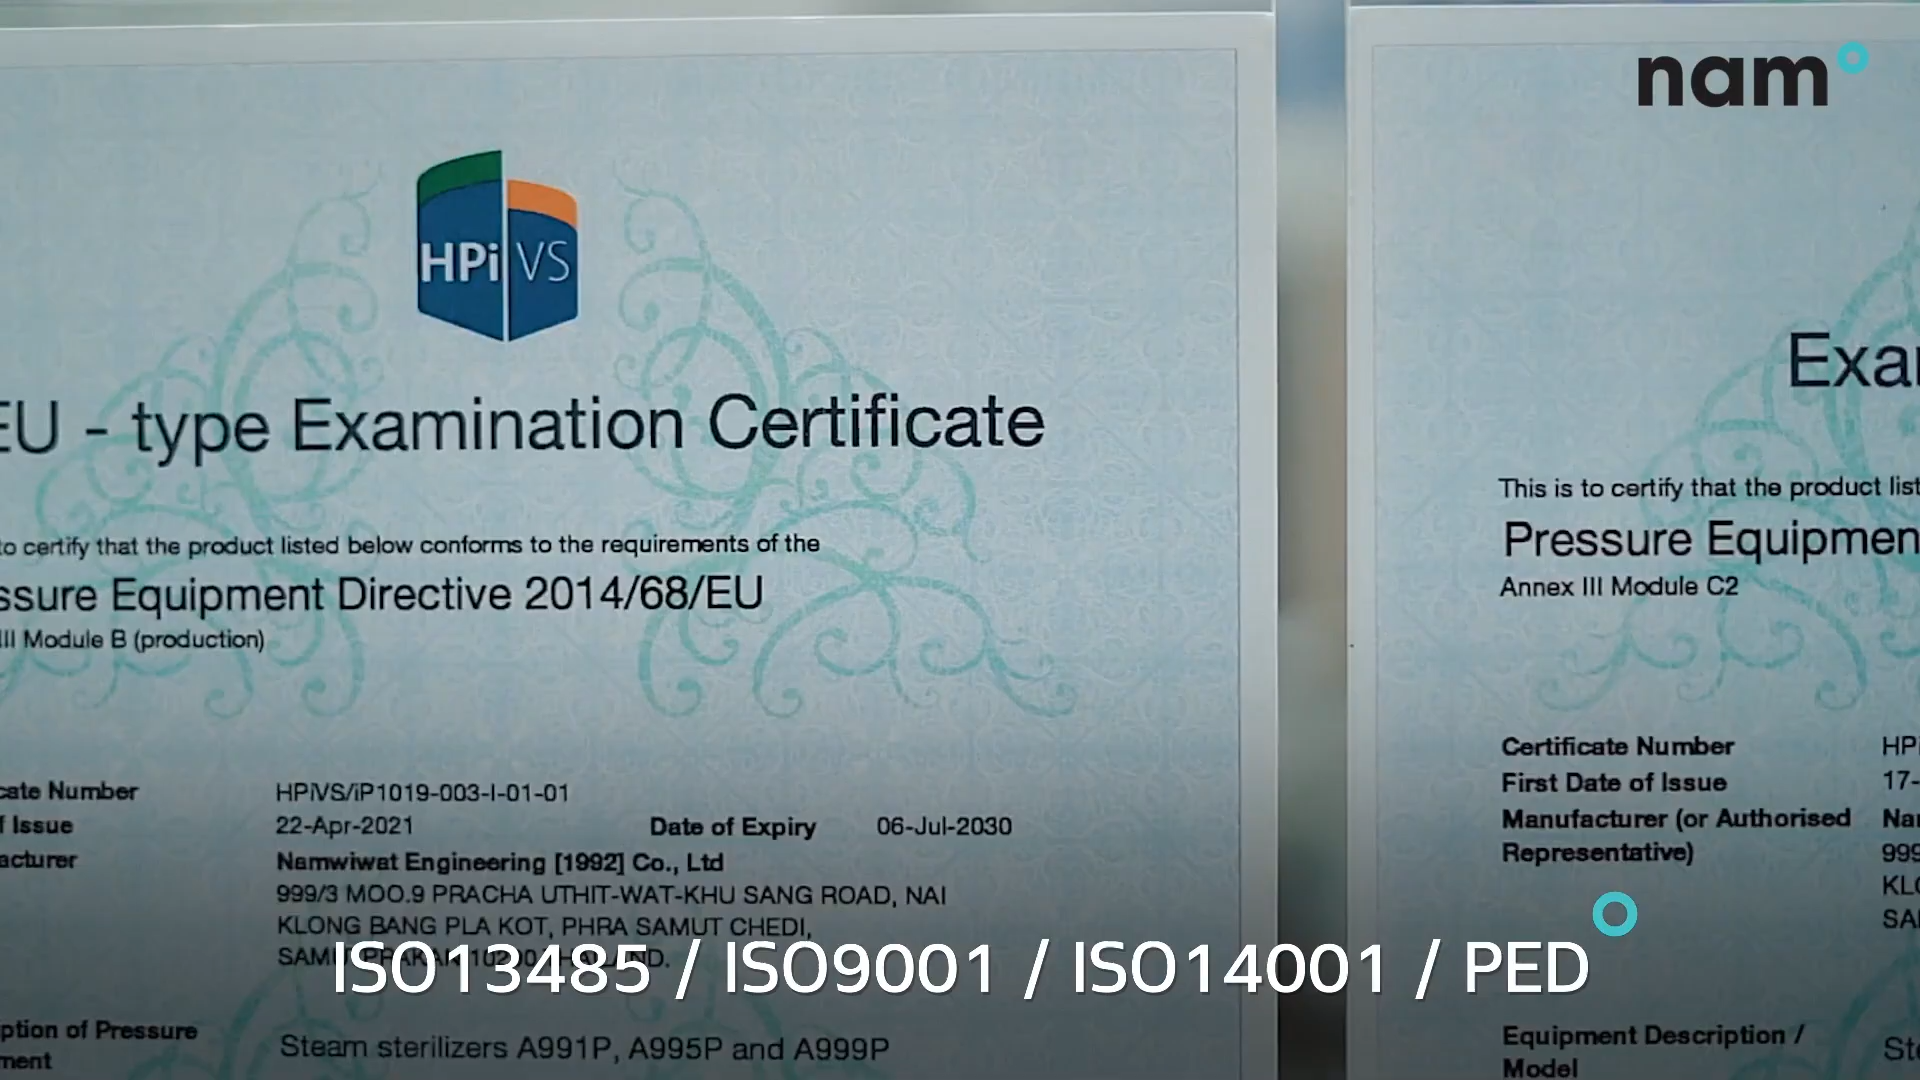 nam
HPi VS
EU - type Examination Certificate
to certify that the product listed below conforms to the requirements of the
ssure Equipment Directive 2014/68/EU
III Module B (production)
cate Number HPiVS/iP1019-003-I-01-01
f Issue 22-Apr-2021 Date of Expiry 06-Jul-2030
acturer Namwiwat Engineering [1992] Co., Ltd
999/3 MOO.9 PRACHA UTHIT-WAT-KHU SANG ROAD, NAI
KLONG BANG PLA KOT, PHRA SAMUT CHEDI,
ption of Pressure
ment
Steam sterilizers A991P, A995P and A999P
Exa
This is to certify that the product list
Pressure Equipmen
Annex III Module C2
Certificate Number HP
First Date of Issue 17-
Manufacturer (or Authorised Na
Representative) 999
KL
SA
Equipment Description / Ste
Model
ISO13485 / ISO9001 / ISO14001 / PED